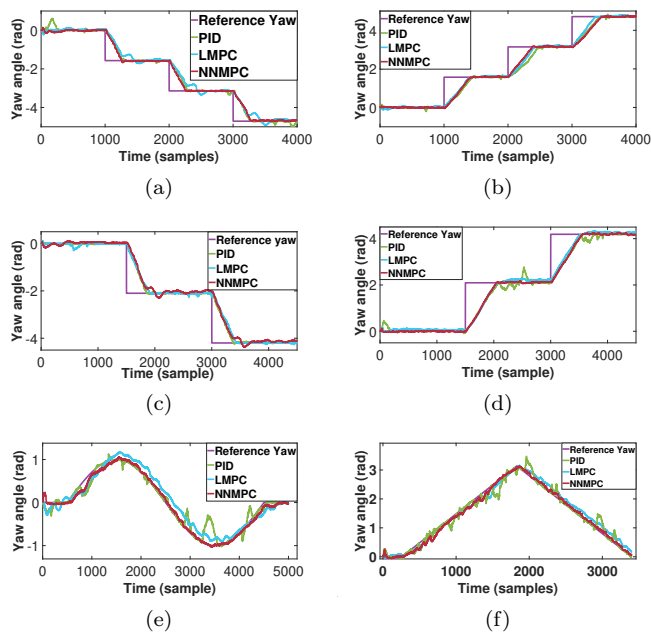 Yaw angle (rad)
0
-2
-4
0
1000
2000
3000
4000
Time (samples)
Reference Yaw
PID
LMPC
NNMPC
(a)
Yaw angle (rad)
4
2
0
0
1000
2000
3000
4000
Time (samples)
Reference Yaw
PID
LMPC
NNMPC
(b)
Yaw angle (rad)
0
-2
-4
0
1000
2000
3000
4000
Time (sample)
Reference yaw
PID
LMPC
NNMPC
(c)
Yaw angle (rad)
4
2
0
0
1000
2000
3000
4000
Time (sample)
Reference Yaw
PID
LMPC
NNMPC
(d)
Yaw angle (rad)
1
0
-1
0
1000
2000
3000
4000
5000
Time (sample)
Reference Yaw
PID
LMPC
NNMPC
(e)
Yaw angle (rad)
3
2
1
0
0
1000
2000
3000
Time (samples)
Reference Yaw
PID
LMPC
NNMPC
(f)